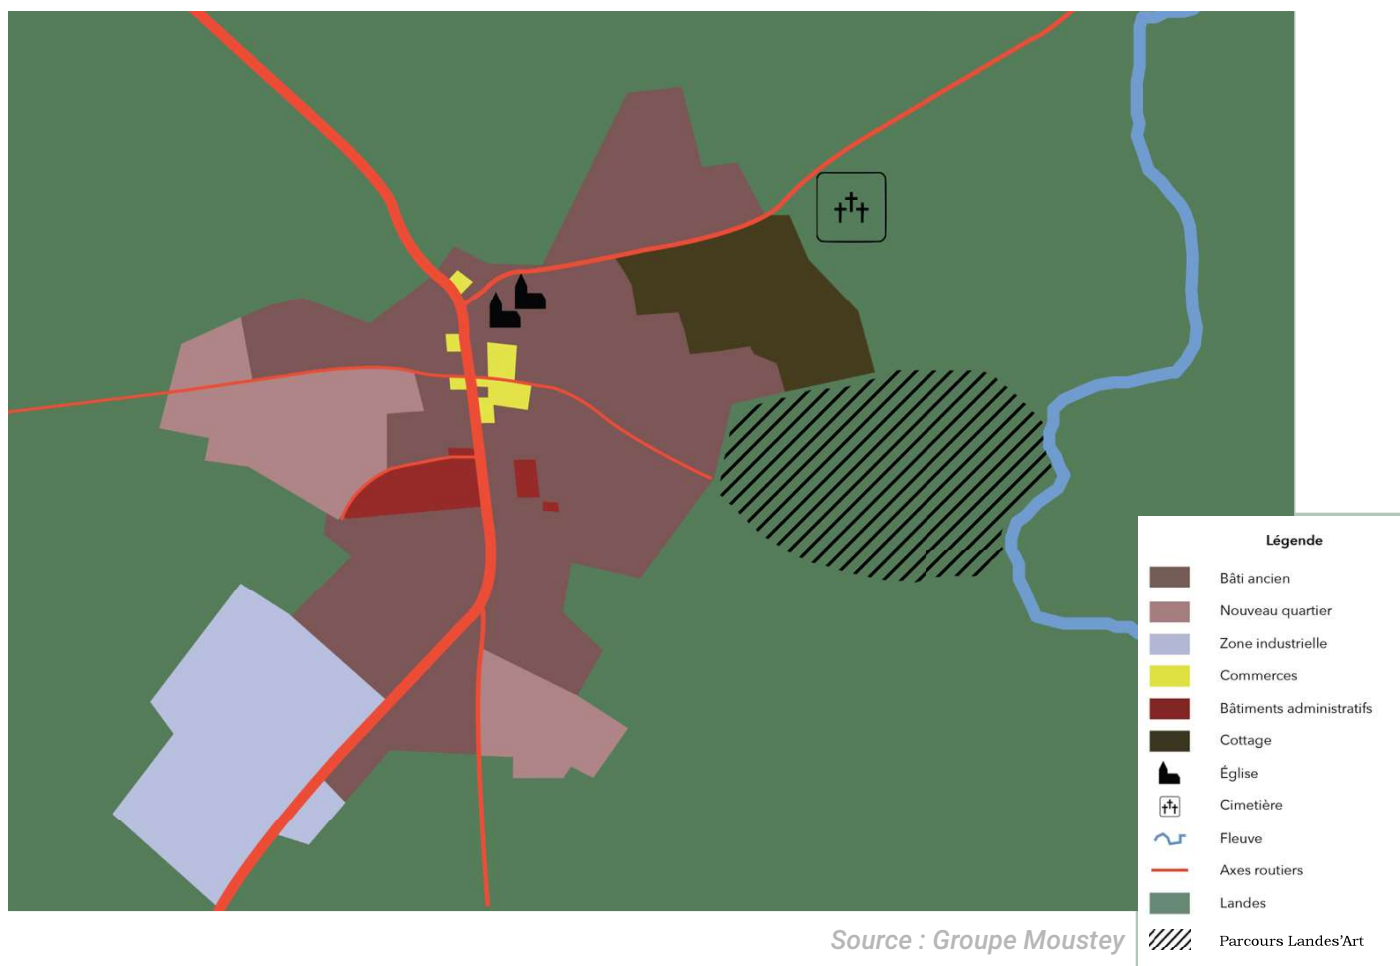 Légende
Bâti ancien
Nouveau quartier
Zone industrielle
Commerces
Bâtiments administratifs
Cottage
Église
Cimetière
Fleuve
Axes routiers
Landes
Parcours Landes'Art
Source : Groupe Moustey